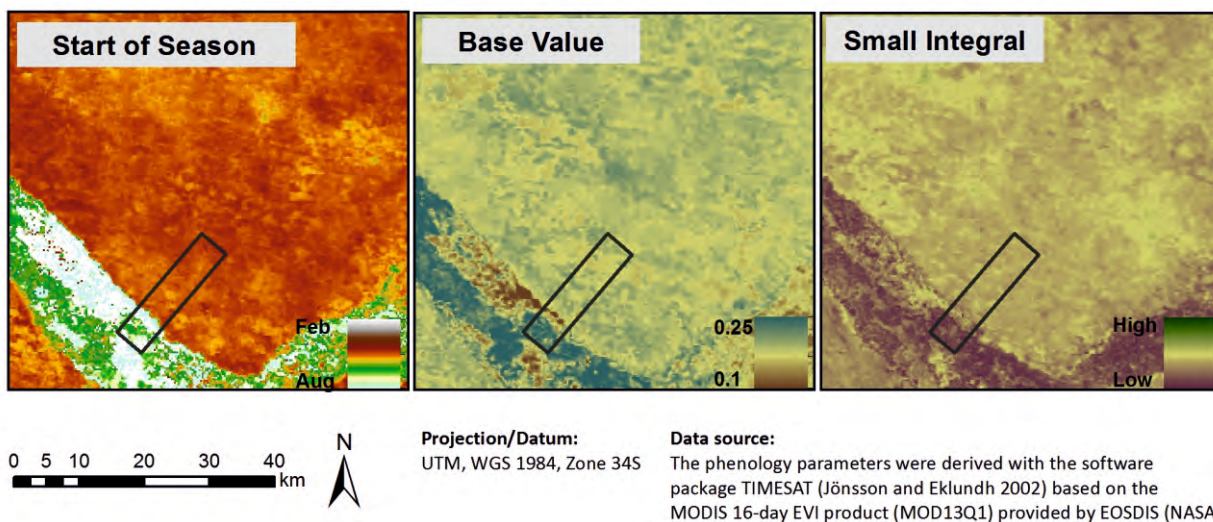 Start of Season
Base Value
Small Integral
Feb
Aug
0.25
0.1
High
Low
0 5 10 20 30 40
km
N
Projection/Datum:
UTM, WGS 1984, Zone 34S
Data source:
The phenology parameters were derived with the software
package TIMESAT (Jönsson and Eklundh 2002) based on the
MODIS 16-day EVI product (MOD13Q1) provided by EOSDIS (NASA